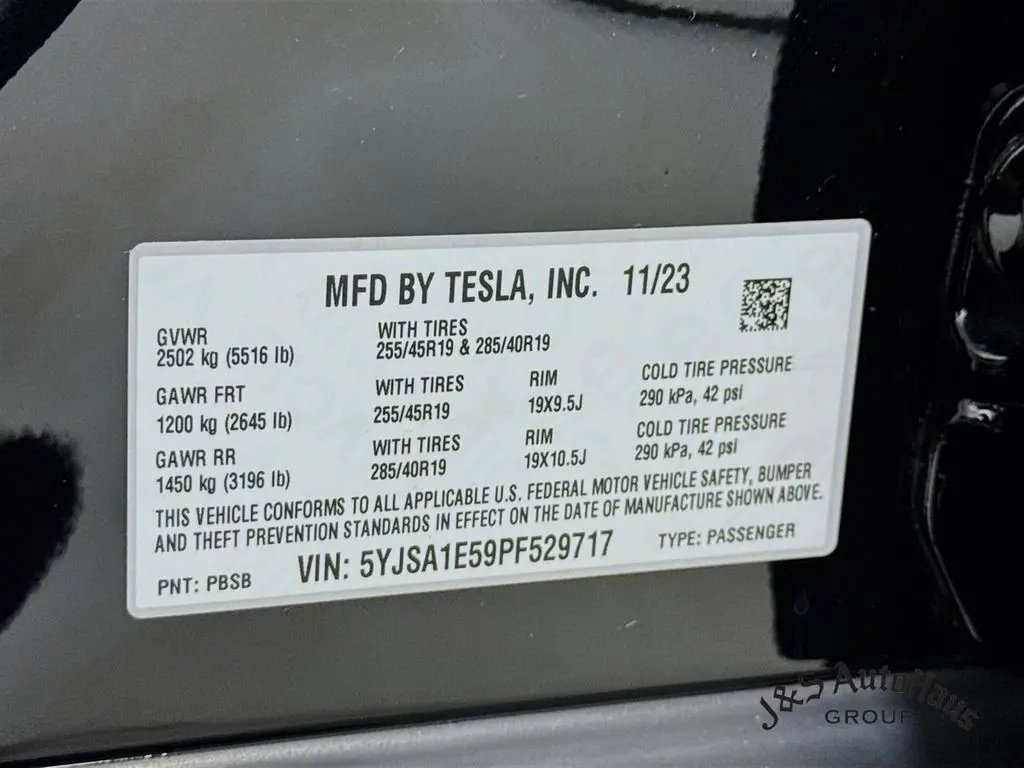 MFD BY TESLA, INC. 11/23
GVWR
2502 kg (5516 lb)
WITH TIRES
255/45R19 & 285/40R19
GAWR FRT
1200 kg (2645 lb)
WITH TIRES
255/45R19
RIM
19X9.5J
COLD TIRE PRESSURE
290 kPa, 42 psi
GAWR RR
1450 kg (3196 lb)
WITH TIRES
285/40R19
RIM
19X10.5J
COLD TIRE PRESSURE
290 kPa, 42 psi
THIS VEHICLE CONFORMS TO ALL APPLICABLE U.S. FEDERAL MOTOR VEHICLE SAFETY, BUMPER
AND THEFT PREVENTION STANDARDS IN EFFECT ON THE DATE OF MANUFACTURE SHOWN ABOVE.
PNT: PBSB
VIN: 5YJSA1E59PF529717
TYPE: PASSENGER
J&S AutoHaus
GROUP